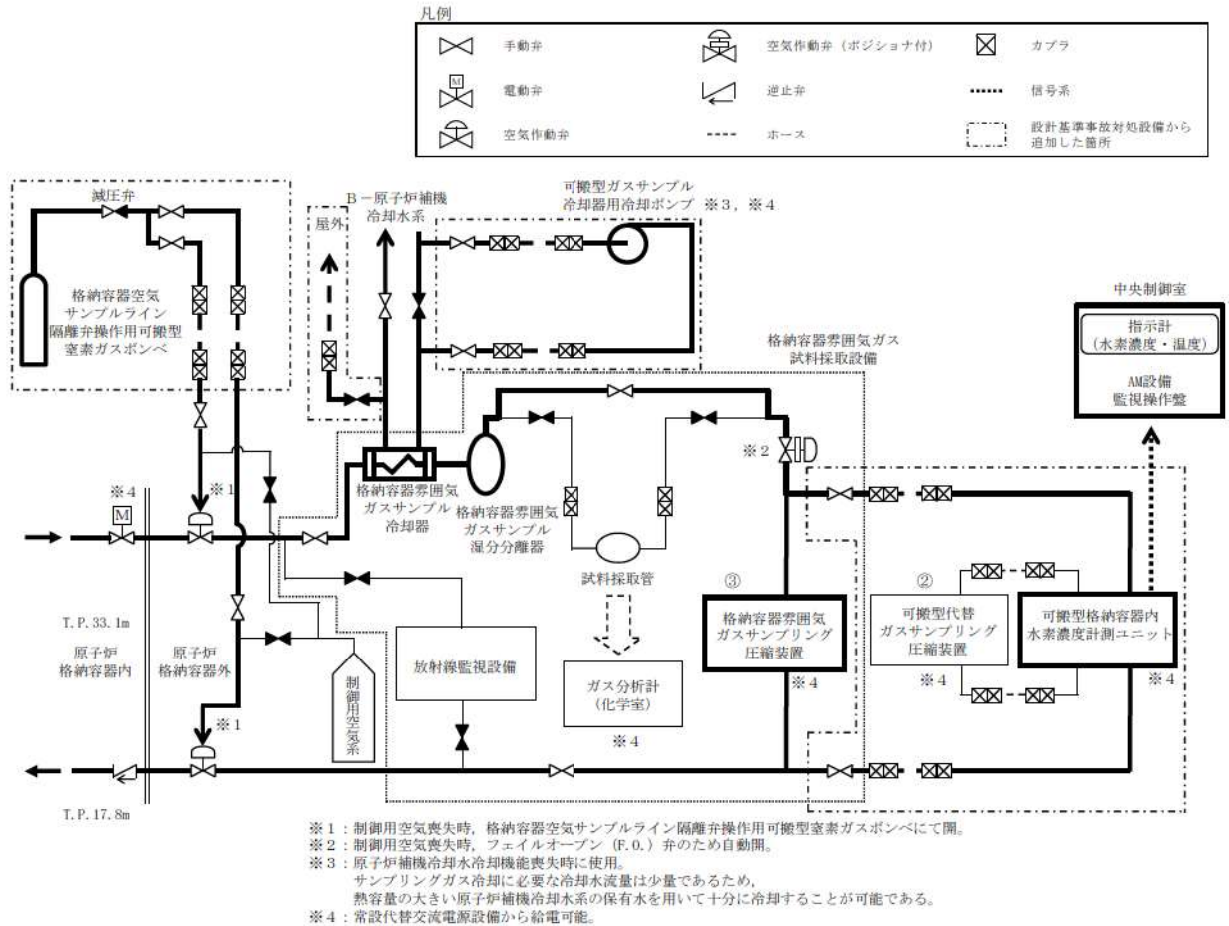 凡例
手動弁
空気作動弁（ポジショナ付）
カプラ
M
電動弁
逆止弁
信号系
空気作動弁
ホース
設計基準事故対処設備から
追加した箇所
減圧弁
格納容器空気
サンプルライン
隔離弁操作用可搬型
窒素ガスボンベ
屋外
B－原子炉補機
冷却水系
可搬型ガスサンプル
冷却器用冷却ポンプ ※3，※4
格納容器雰囲気ガス
試料採取設備
中央制御室
指示計
（水素濃度・温度）
AM設備
監視操作盤
※4
M
※1
格納容器雰囲気
ガスサンプル
冷却器
格納容器雰囲気
ガスサンプル
湿分分離器
※2
試料採取管
③
格納容器雰囲気
ガスサンプリング
圧縮装置
※4
②
可搬型代替
ガスサンプリング
圧縮装置
※4
可搬型格納容器内
水素濃度計測ユニット
※4
T.P.33.1m
原子炉
格納容器内
原子炉
格納容器外
放射線監視設備
ガス分析計
（化学室）
※4
制御用空気系
※1
T.P.17.8m
※1：制御用空気喪失時，格納容器空気サンプルライン隔離弁操作用可搬型窒素ガスボンベにて開。
※2：制御用空気喪失時，フェイルオープン（F.O.）弁のため自動開。
※3：原子炉補機冷却水冷却機能喪失時に使用。
サンプリングガス冷却に必要な冷却水流量は少量であるため，
熱容量の大きい原子炉補機冷却水系の保有水を用いて十分に冷却することが可能である。
※4：常設代替交流電源設備から給電可能。